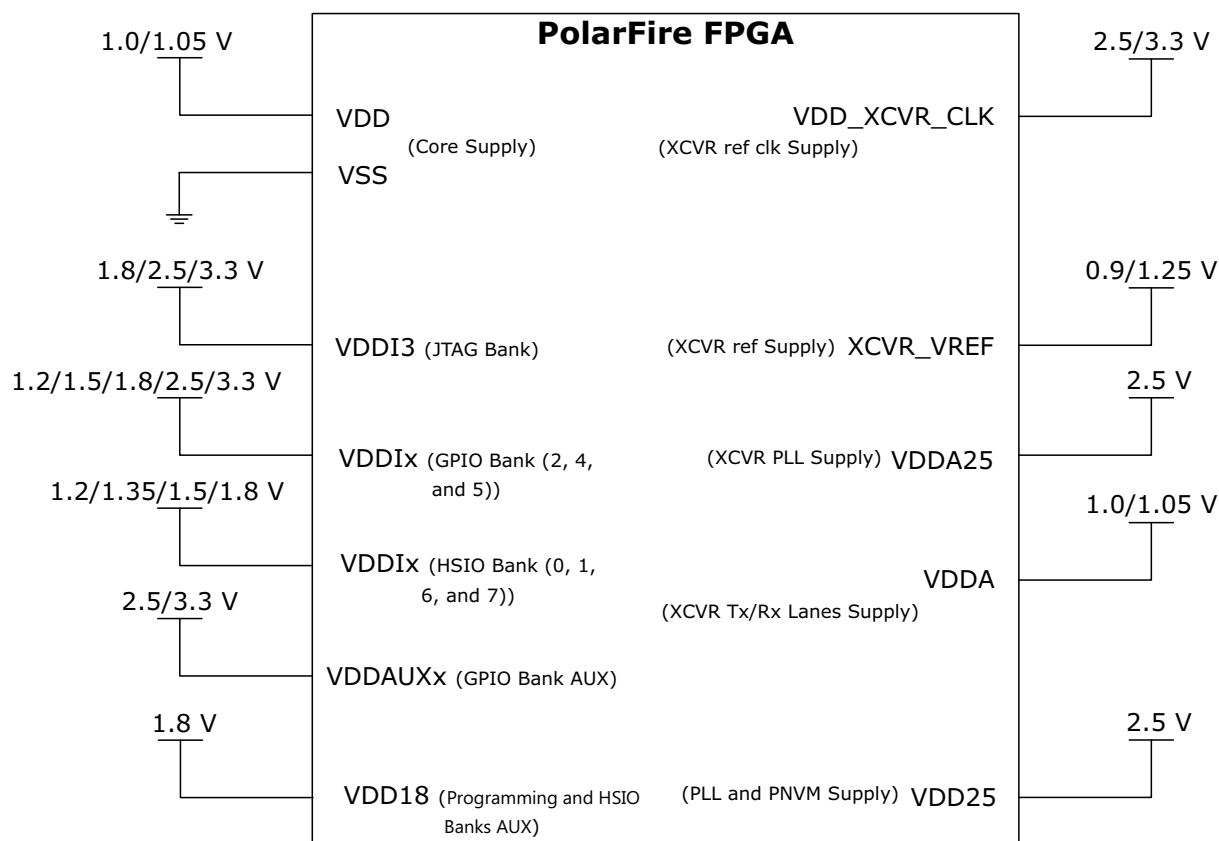 PolarFire FPGA
1.0/1.05 V
2.5/3.3 V
VDD
(Core Supply)
VDD_XCVR_CLK
(XCVR ref clk Supply)
VSS
1.8/2.5/3.3 V
0.9/1.25 V
VDDI3 (JTAG Bank)
(XCVR ref Supply) XCVR_VREF
1.2/1.5/1.8/2.5/3.3 V
2.5 V
VDDIx (GPIO Bank (2, 4,
and 5))
(XCVR PLL Supply) VDDA25
1.2/1.35/1.5/1.8 V
1.0/1.05 V
VDDIx (HSIO Bank (0, 1,
6, and 7))
VDDA
(XCVR Tx/Rx Lanes Supply)
2.5/3.3 V
VDDAUXx (GPIO Bank AUX)
1.8 V
2.5 V
VDD18 (Programming and HSIO
Banks AUX)
(PLL and PNVM Supply) VDD25